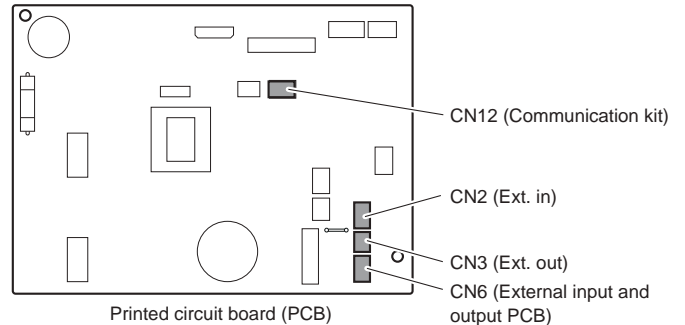 CN12 (Communication kit)
CN2 (Ext. in)
CN3 (Ext. out)
CN6 (External input and
output PCB)
Printed circuit board (PCB)